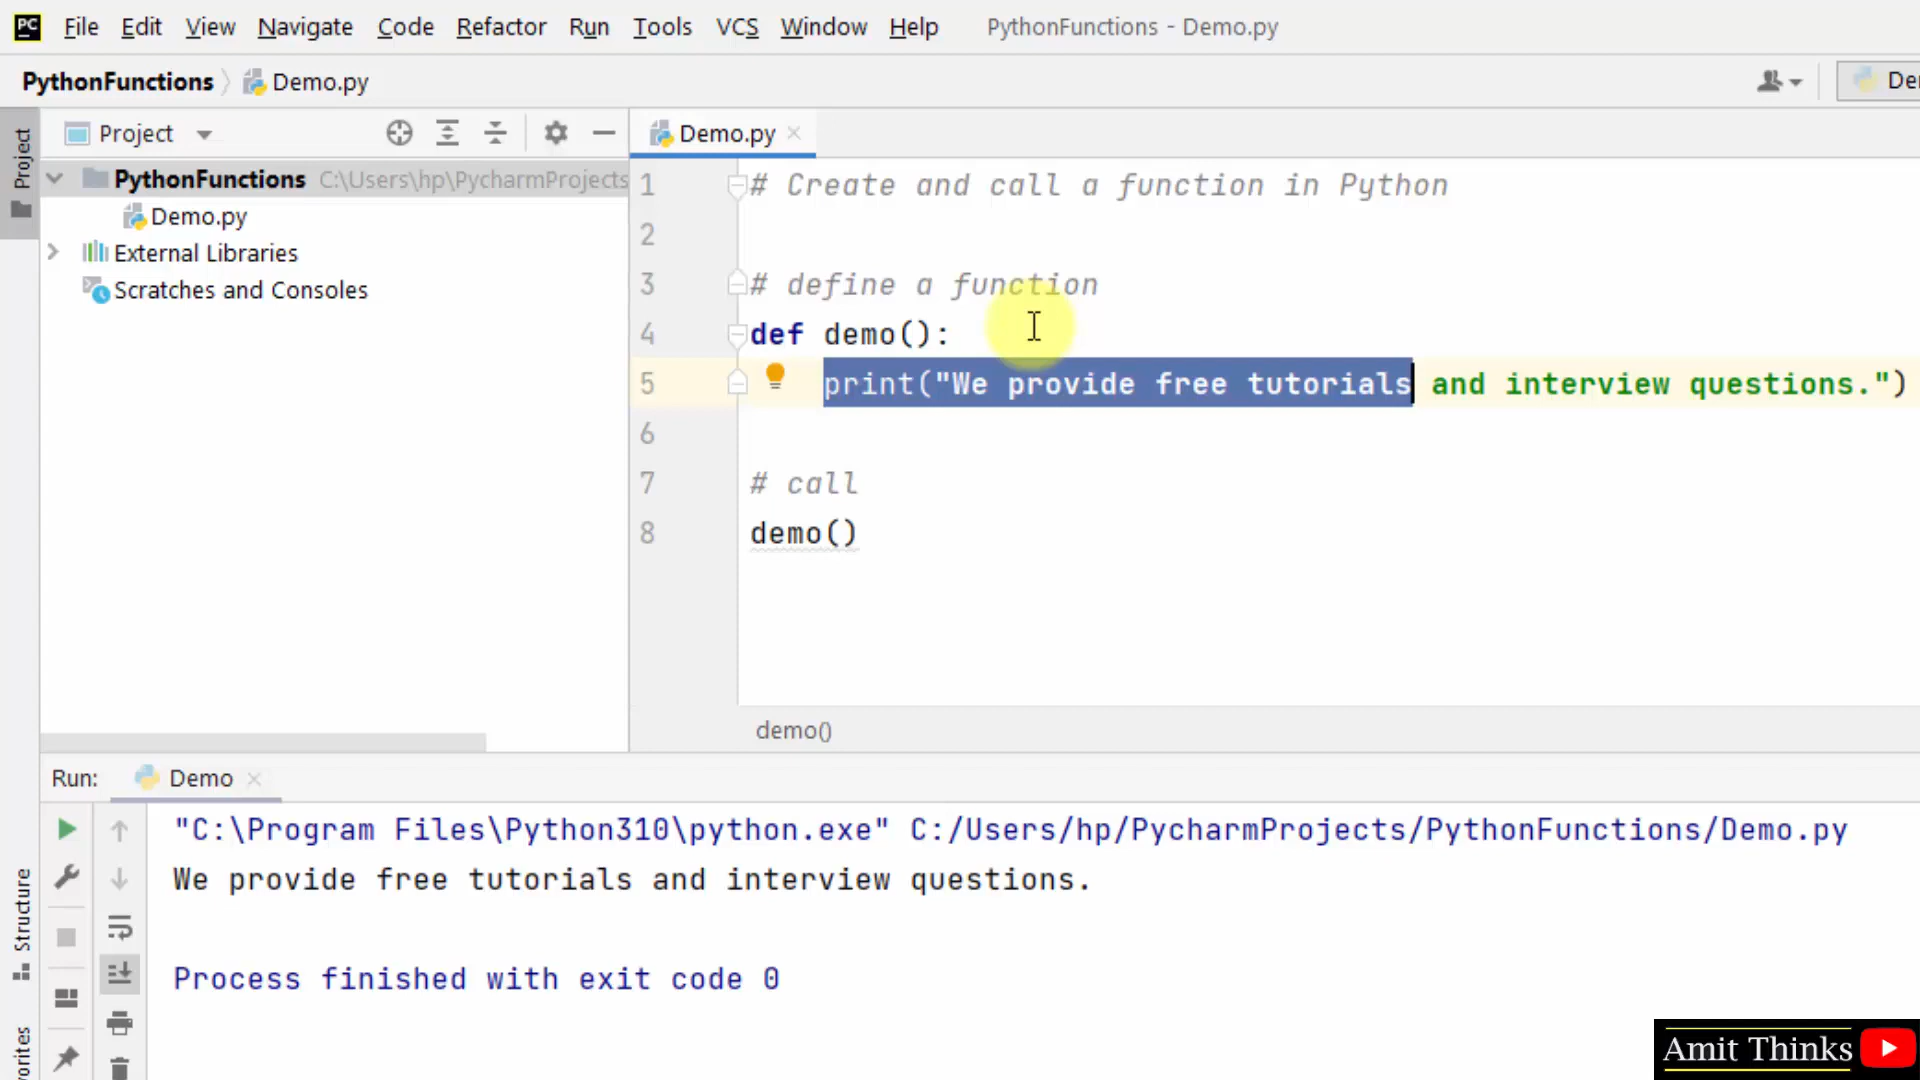 PC File Edit View Navigate Code Refactor Run Tools VCS Window Help PythonFunctions - Demo.py
PythonFunctions Demo.py
Project
Project
Demo.py
PythonFunctions C:\Users\hp\PycharmProjects
Demo.py
External Libraries
Scratches and Consoles
1 # Create and call a function in Python
2
3 # define a function
4 def demo():
5 print("We provide free tutorials and interview questions.")
6
7 # call
8 demo()
demo()
Run: Demo
"C:\Program Files\Python310\python.exe" C:/Users/hp/PycharmProjects/PythonFunctions/Demo.py
We provide free tutorials and interview questions.
Process finished with exit code 0
Structure
Amit Thinks